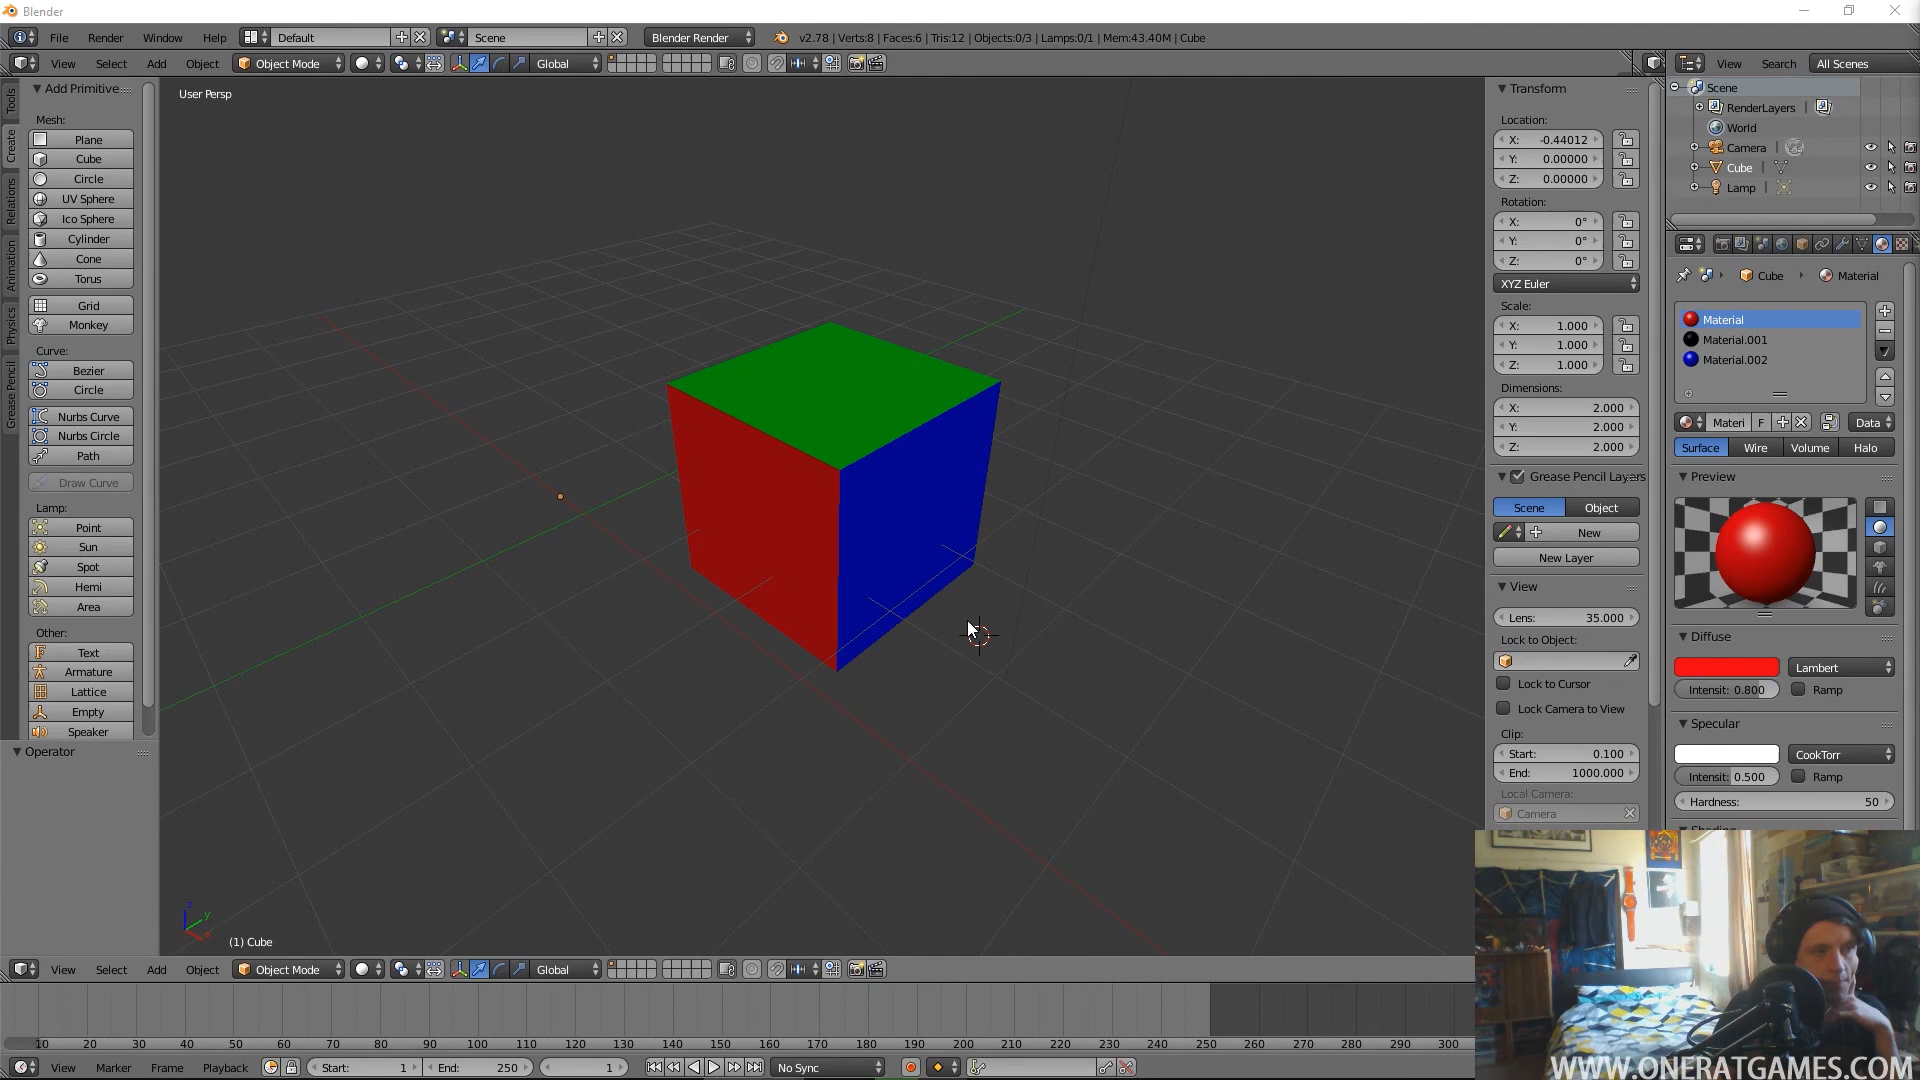 Blender
File Render Window Help Default Scene Blender Render v2.78 | Verts:8 | Faces:6 | Tris:12 | Objects:0/3 | Lamps:0/1 | Mem:43.40M | Cube
View Select Add Object Object Mode Global
View Search All Scenes
Tools
Create
Relations
Animation
Physics
Grease Pencil
Add Primitive
Mesh:
Plane
Cube
Circle
UV Sphere
Ico Sphere
Cylinder
Cone
Torus
Grid
Monkey
Curve:
Bezier
Circle
Nurbs Curve
Nurbs Circle
Path
Draw Curve
Lamp:
Point
Sun
Spot
Hemi
Area
Other:
Text
Armature
Lattice
Empty
Speaker
Operator
User Persp
z
y
x
(1) Cube
Transform
Location:
X: -0.44012
Y: 0.00000
Z: 0.00000
Rotation:
X: 0°
Y: 0°
Z: 0°
XYZ Euler
Scale:
X: 1.000
Y: 1.000
Z: 1.000
Dimensions:
X: 2.000
Y: 2.000
Z: 2.000
Grease Pencil Layers
Scene Object
New
New Layer
View
Lens: 35.000
Lock to Object:
Lock to Cursor
Lock Camera to View
Clip:
Start: 0.100
End: 1000.000
Local Camera:
Camera
Scene
RenderLayers |
World
Camera |
Cube |
Lamp |
Cube Material
Material
Material.001
Material.002
Materi F Data
Surface Wire Volume Halo
Preview
Diffuse
Lambert
Intensit: 0.800 Ramp
Specular
CookTorr
Intensit: 0.500 Ramp
Hardness: 50
Shading
View Select Add Object Object Mode Global
10 20 30 40 50 60 70 80 90 100 110 120 130 140 150 160 170 180 190 200 210 220 230 240 250 260 270 280 290 300
View Marker Frame Playback Start: 1 End: 250 1 No Sync
WWW.ONERATGAMES.COM